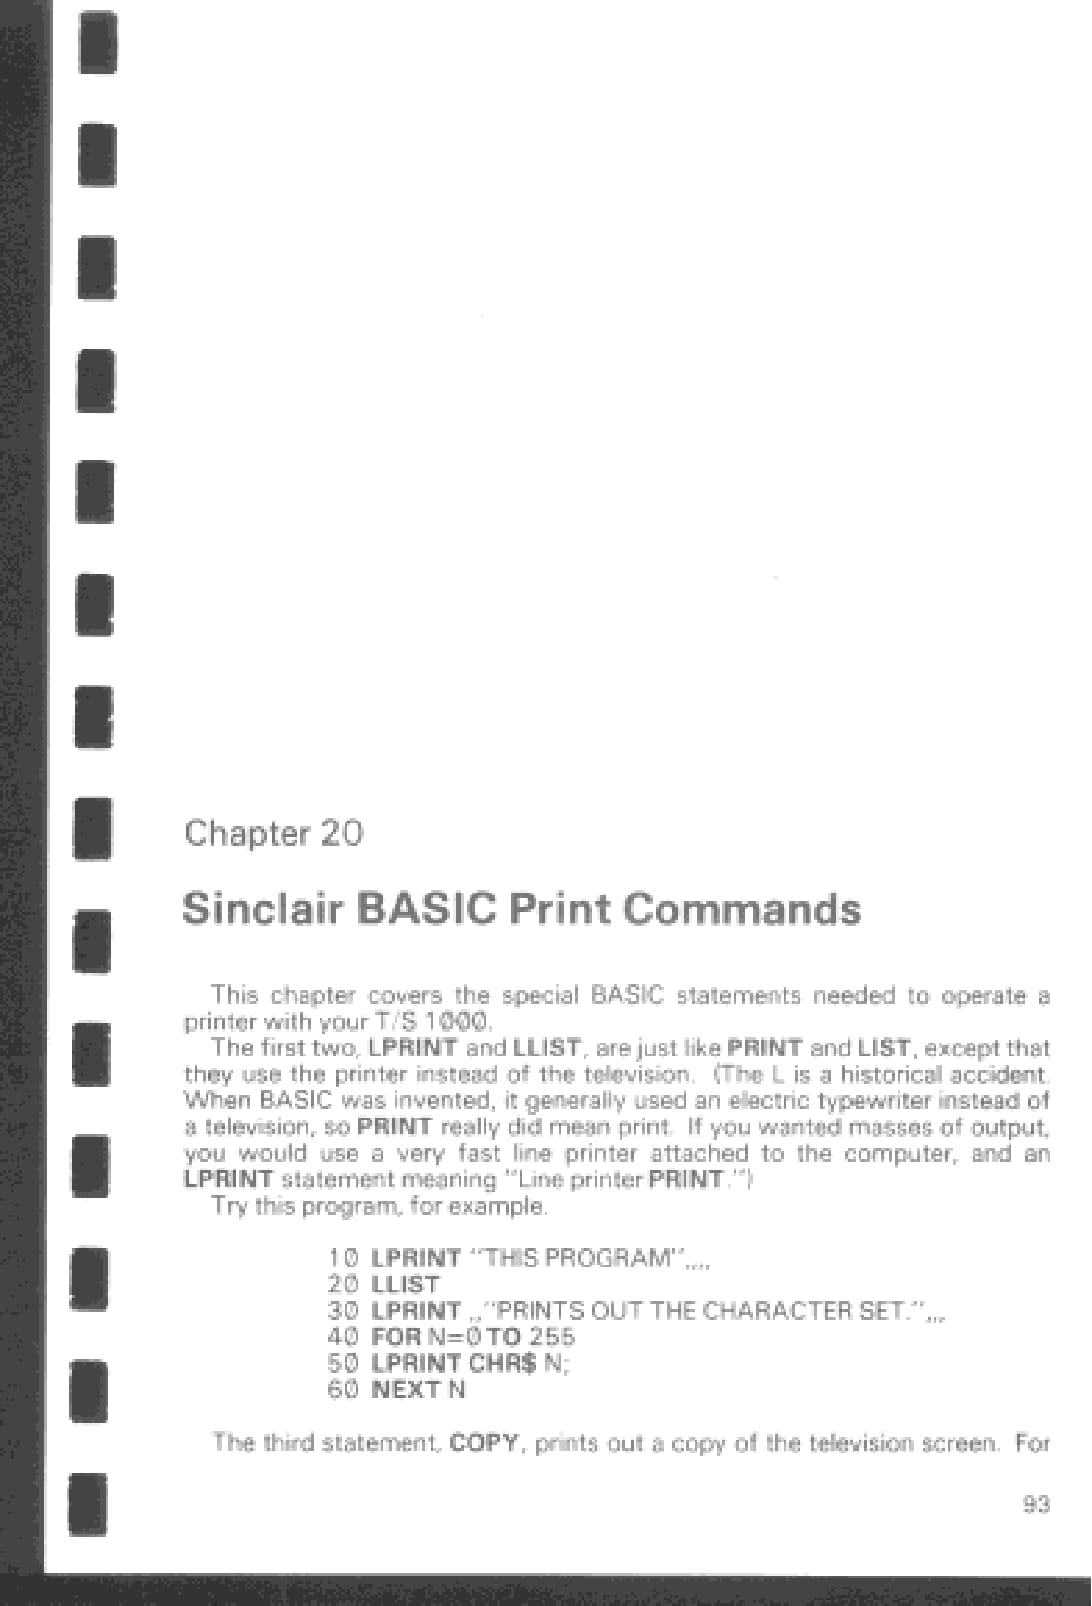 Chapter 20
Sinclair BASIC Print Commands
This chapter covers the special BASIC statements needed to operate a
printer with your T/S 1000.
The first two, LPRINT and LLIST, are just like PRINT and LIST, except that
they use the printer instead of the television. (The L is a historical accident.
When BASIC was invented, it generally used an electric typewriter instead of
a television, so PRINT really did mean print. If you wanted masses of output,
you would use a very fast line printer attached to the computer, and an
LPRINT statement meaning "Line printer PRINT.")
Try this program, for example.
10 LPRINT "THIS PROGRAM",,,,
20 LLIST
30 LPRINT ,,"PRINTS OUT THE CHARACTER SET.",,,
40 FOR N=0 TO 255
50 LPRINT CHR$ N;
60 NEXT N
The third statement, COPY, prints out a copy of the television screen. For
93